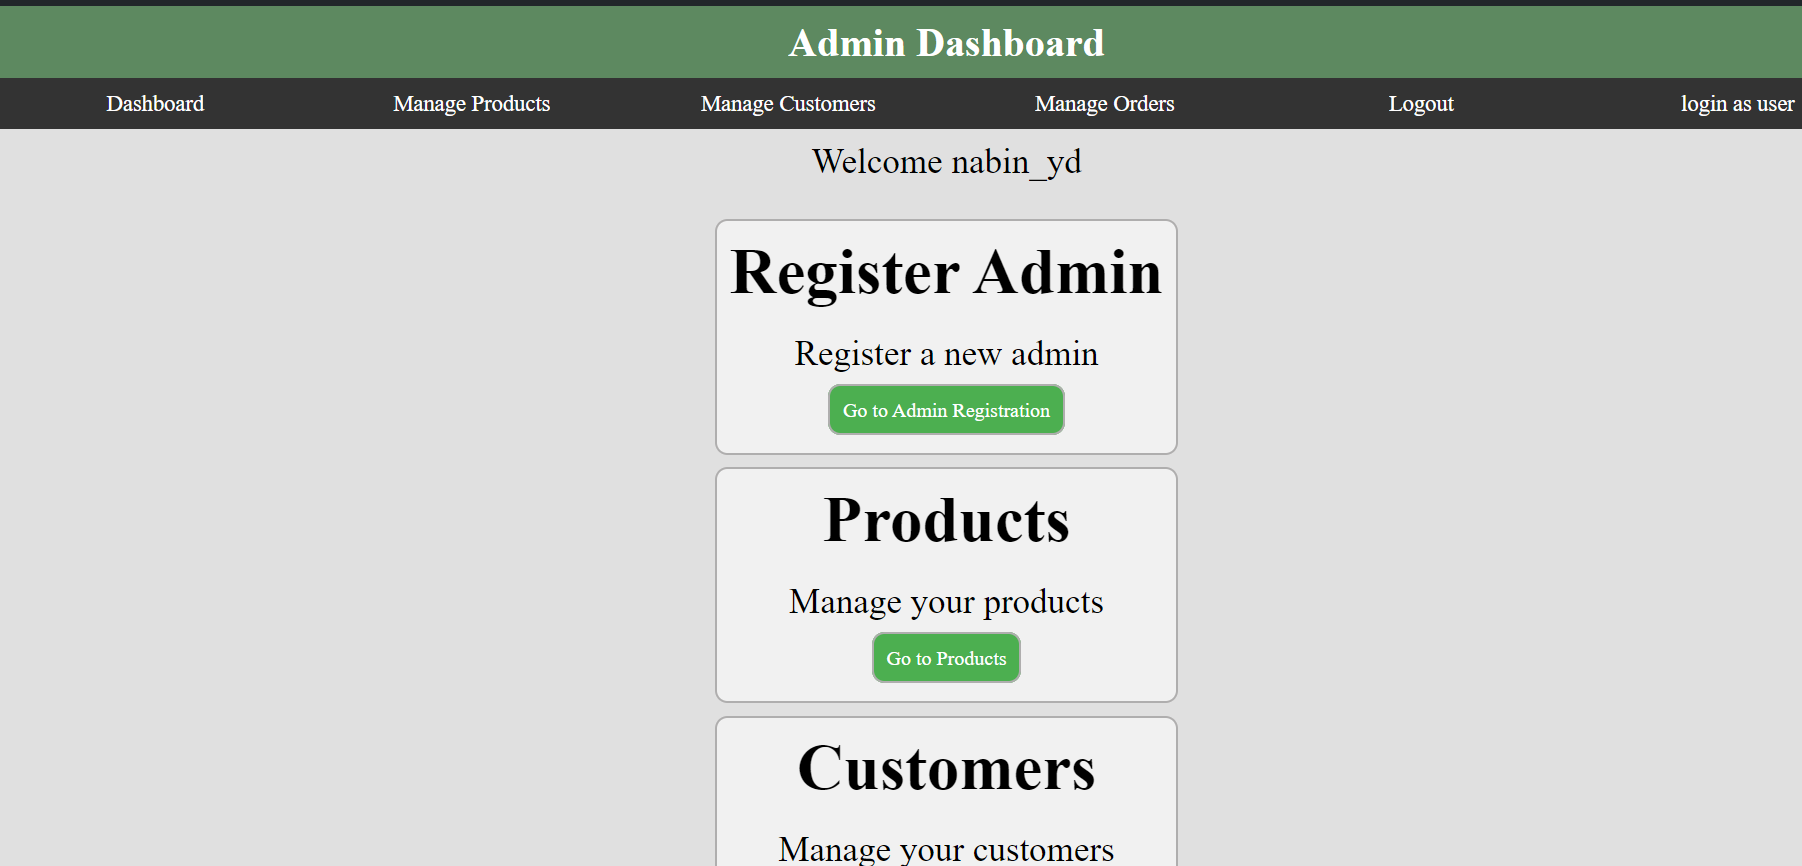 Admin Dashboard
Dashboard Manage Products Manage Customers Manage Orders Logout login as user
Welcome nabin_yd
Register Admin
Register a new admin
Go to Admin Registration
Products
Manage your products
Go to Products
Customers
Manage your customers